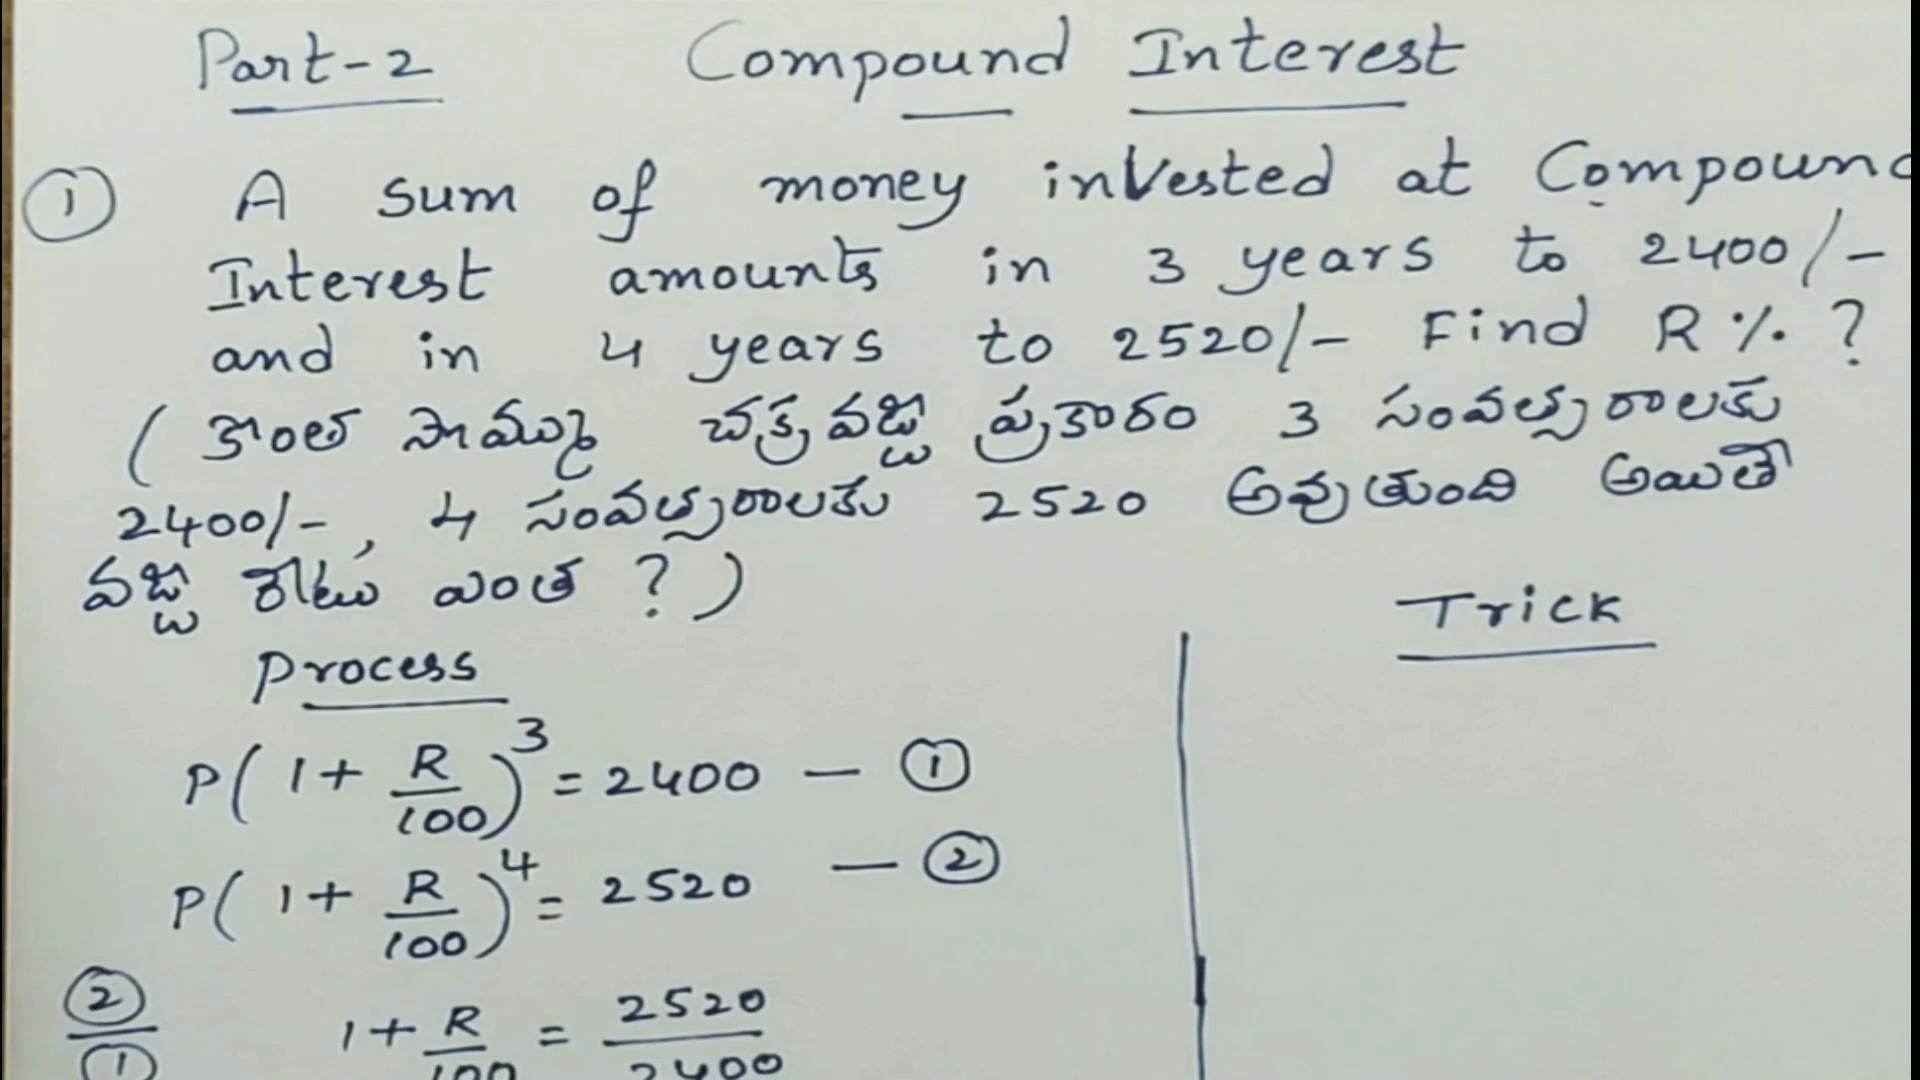 Part-2 Compound Interest
① A sum of money invested at Compound
Interest amounts in 3 years to 2400/-
and in 4 years to 2520/- Find R%?
(కొంత సొమ్ము చక్రవడ్డి ప్రకారం 3 సంవత్సరాలకు
2400/-, 4 సంవత్సరాలకు 2520 అవుతుంది అయితే
వడ్డి రేటు ఎంత?)
Process
Trick
P(1+R/100)³=2400 — ①
P(1+R/100)⁴=2520 — ②
②/① 1+R/100 = 2520/2400